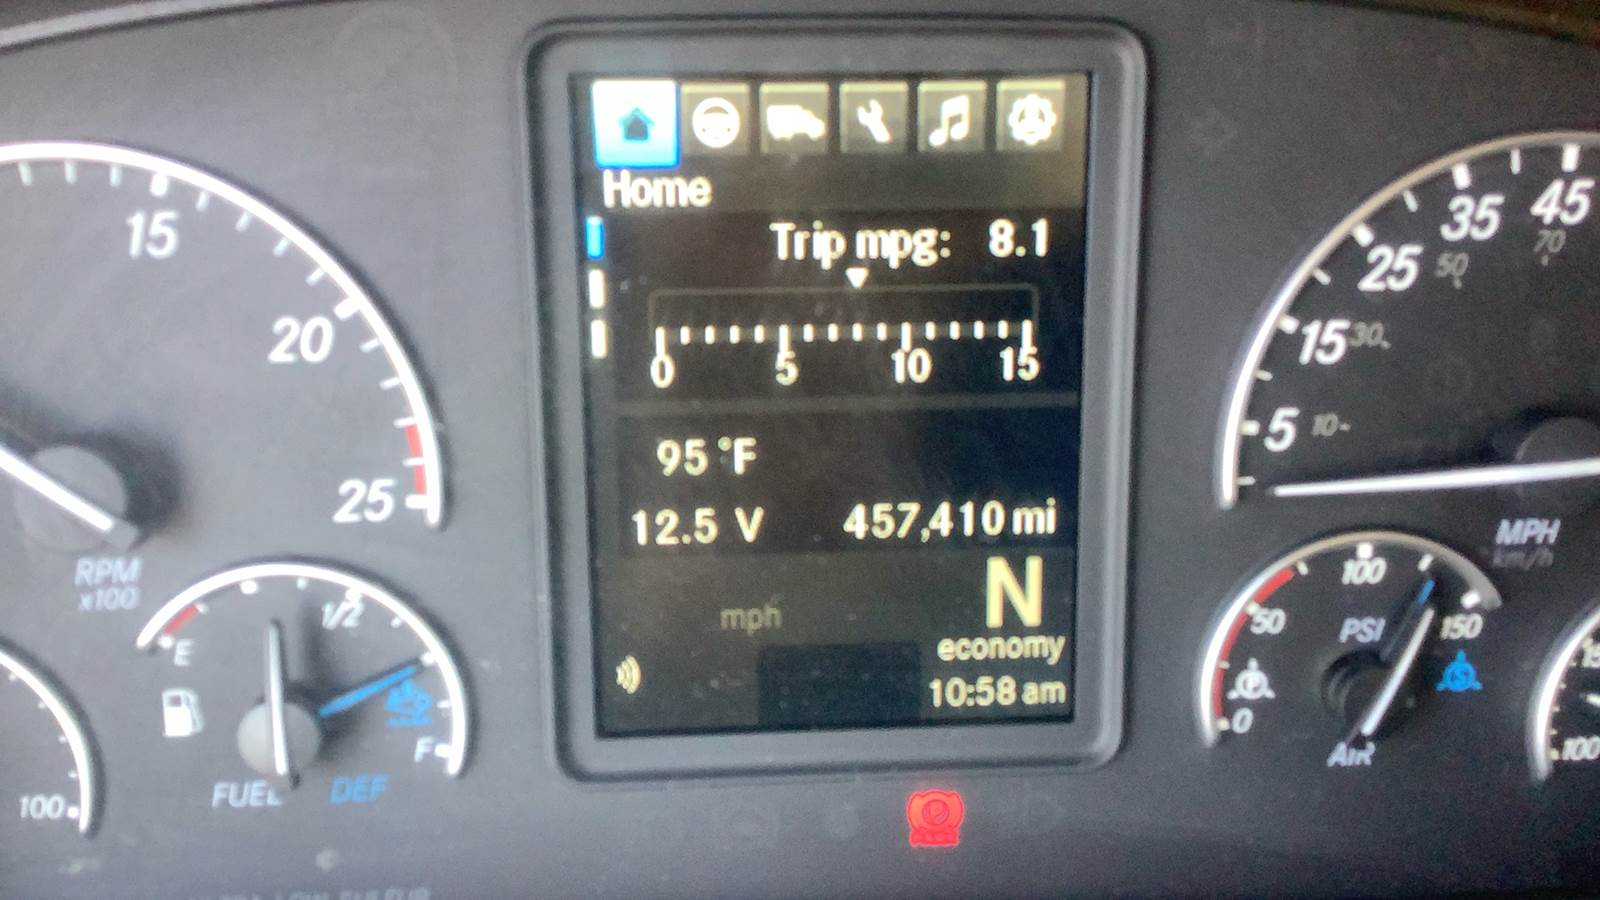 Home
Trip mpg: 8.1
0 5 10 15
95 °F
12.5 V 457,410 mi
mph
N
economy
10:58 am
15
20
25
RPM
x100
E
1/2
F
FUEL
DEF
100
5
15
25
35
45
10
30
50
70
MPH
km/h
0
50
100
150
PSI
AIR
P
S
100